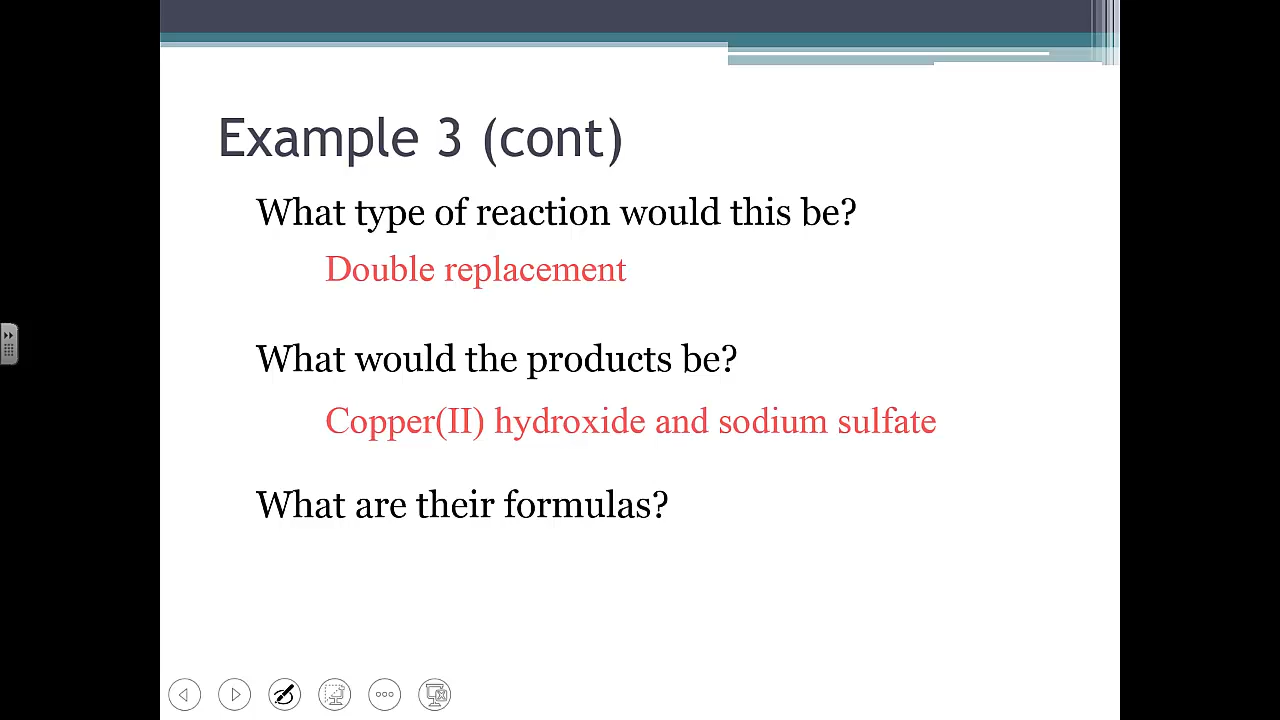 Example 3 (cont)
What type of reaction would this be?
Double replacement
What would the products be?
Copper(II) hydroxide and sodium sulfate
What are their formulas?